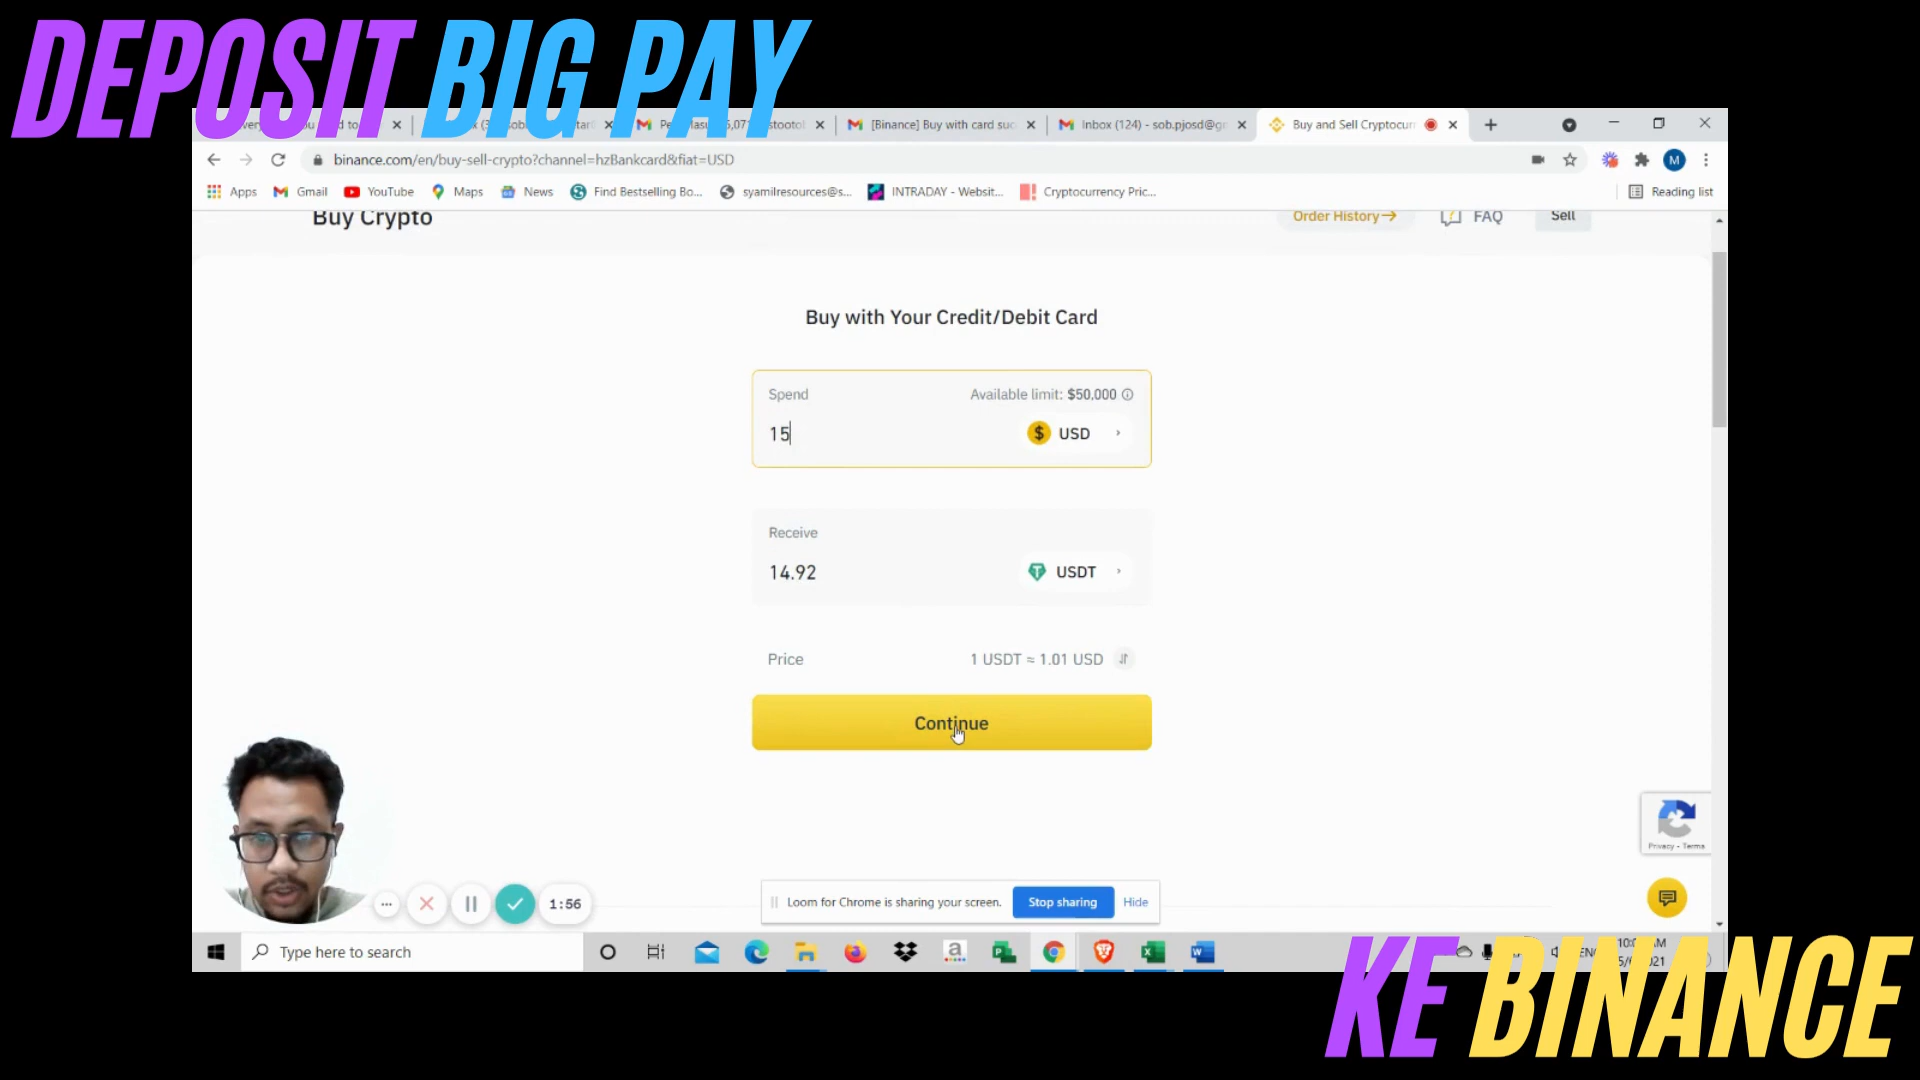 DEPOSIT BIG PAY
[Binace] Buy with card suc
Inbox (124) - sob.pjosd@g
Buy and Sell Cryptocur
binance.com/en/buy-sell-crypto?channel=hzBankcard&fiat=USD
Apps
Gmail
YouTube
Maps
News
Find Bestselling Bo...
syamilresources@s...
INTRADAY - Websit...
Cryptocurrency Pric...
Reading list
Buy Crypto
Order History→
FAQ
Sell
Buy with Your Credit/Debit Card
Spend
Available limit: $50,000
15
USD
Receive
14.92
USDT
Price
1 USDT ≈ 1.01 USD
Continue
Privacy - Terms
1:56
Loom for Chrome is sharing your screen.
Stop sharing
Hide
Type here to search
KE BINANCE